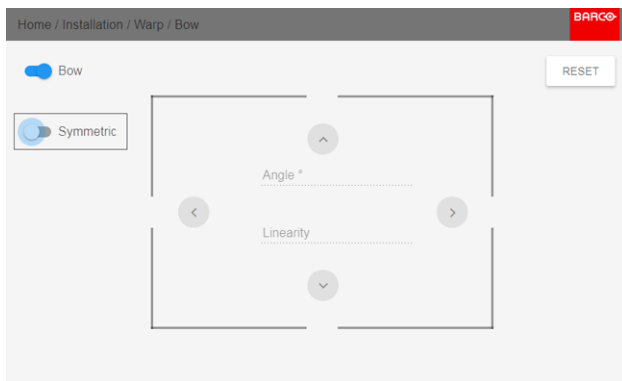 Home / Installation / Warp / Bow
BARCO
Bow
RESET
Symmetric
Angle *
Linearity